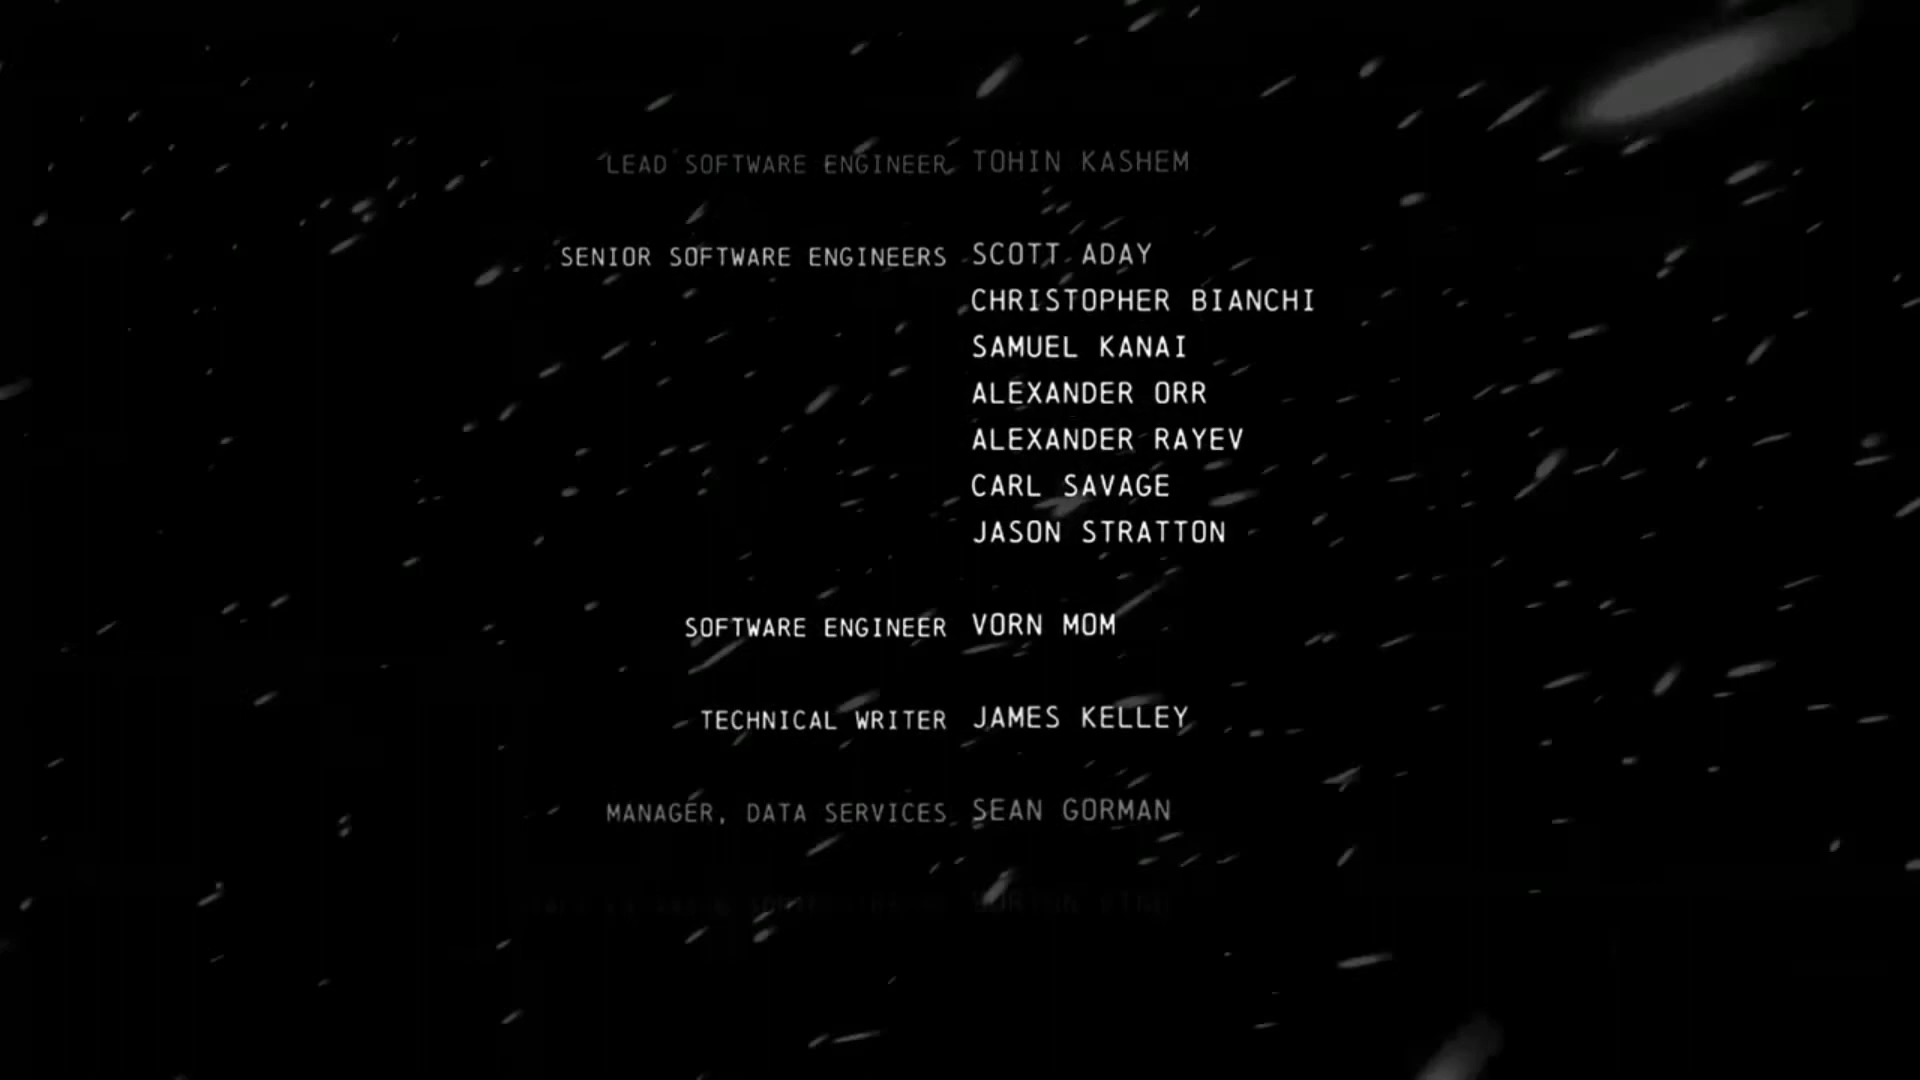 LEAD SOFTWARE ENGINEER TOHIN KASHEM
SENIOR SOFTWARE ENGINEERS SCOTT ADAY
CHRISTOPHER BIANCHI
SAMUEL KANAI
ALEXANDER ORR
ALEXANDER RAYEV
CARL SAVAGE
JASON STRATTON
SOFTWARE ENGINEER VORN MOM
TECHNICAL WRITER JAMES KELLEY
MANAGER, DATA SERVICES SEAN GORMAN